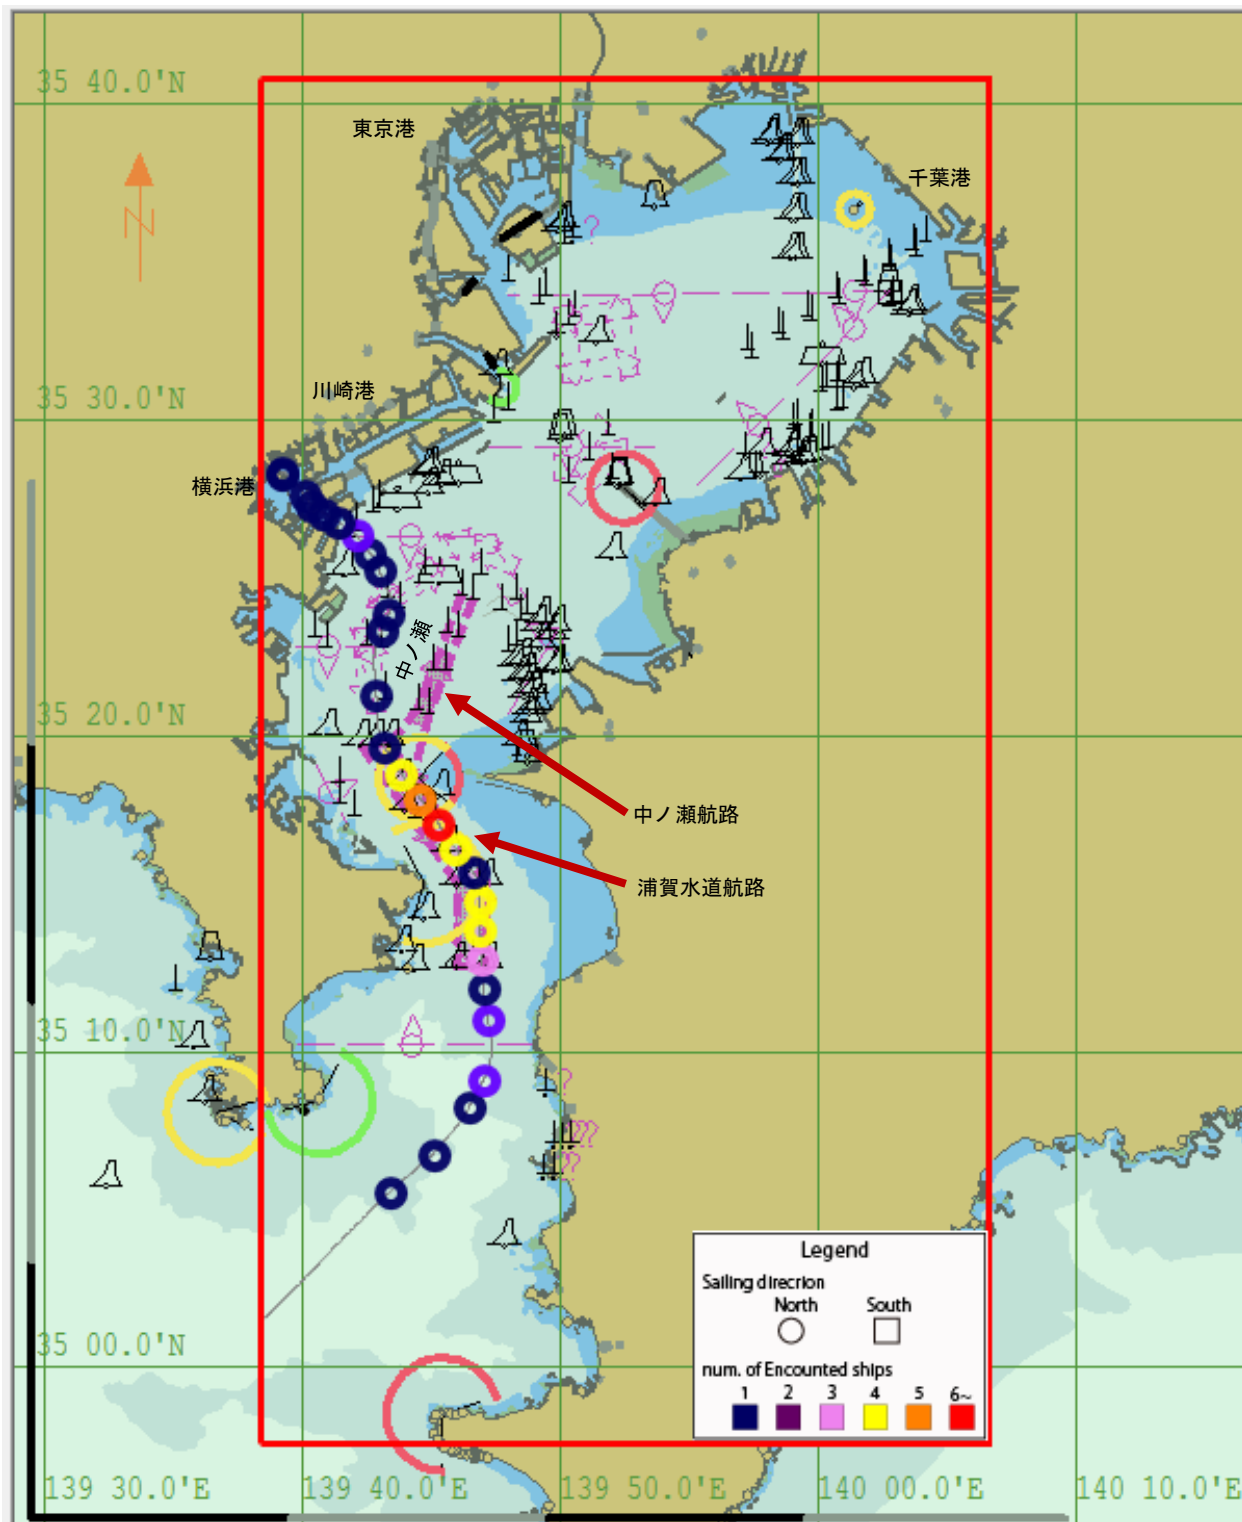 35 40.0'N
東京港
千葉港
N
川崎港
35 30.0'N
横浜港
中ノ瀬
35 20.0'N
中ノ瀬航路
浦賀水道航路
35 10.0'N
35 00.0'N
Legend
Sailing direcrion
North South
num. of Encounted ships
1 2 3 4 5 6~
139 30.0'E 139 40.0'E 139 50.0'E 140 00.0'E 140 10.0'E